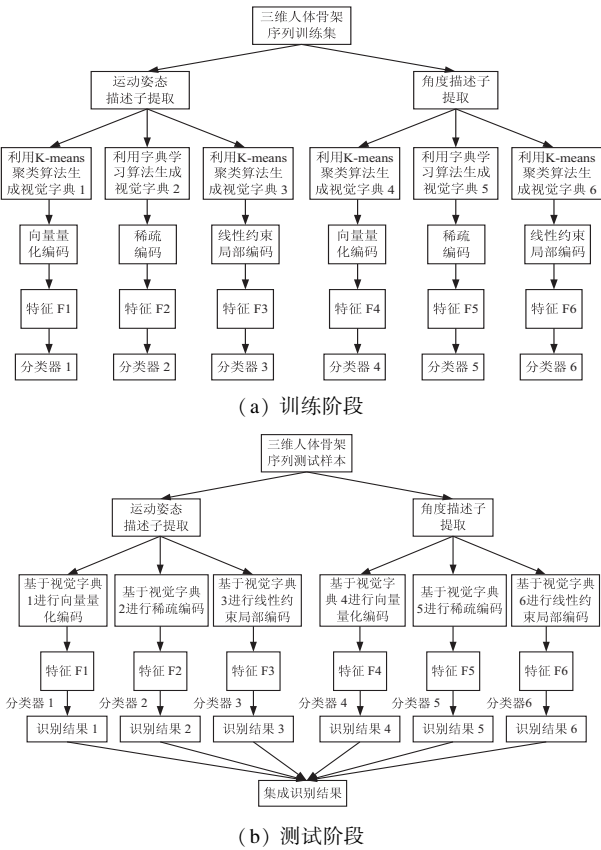 三维人体骨架
序列训练集
运动姿态
描述子提取
角度描述子
提取
利用K-means
聚类算法生
成视觉字典 1
利用字典学
习算法生成
视觉字典 2
利用K-means
聚类算法生
成视觉字典 3
利用K-means
聚类算法生
成视觉字典 4
利用字典学
习算法生成
视觉字典 5
利用K-means
聚类算法生
成视觉字典 6
向量量
化编码
稀疏
编码
线性约束
局部编码
向量量
化编码
稀疏
编码
线性约束
局部编码
特征 F1
特征 F2
特征 F3
特征 F4
特征 F5
特征 F6
分类器 1
分类器 2
分类器 3
分类器 4
分类器 5
分类器 6
(a) 训练阶段
三维人体骨架
序列测试样本
运动姿态
描述子提取
角度描述子
提取
基于视觉字典
1进行向量量
化编码
基于视觉字典
2进行稀疏编码
基于视觉字典
3进行线性约
束局部编码
基于视觉字
典 4进行向量
量化编码
基于视觉字典
5进行稀疏编码
基于视觉字典
6进行线性约
束局部编码
特征 F1
特征 F2
特征 F3
特征 F4
特征 F5
特征 F6
分类器 1
分类器 2
分类器 3
分类器 4
分类器 5
分类器6
识别结果 1
识别结果 2
识别结果 3
识别结果 4
识别结果 5
识别结果 6
集成识别结果
(b) 测试阶段